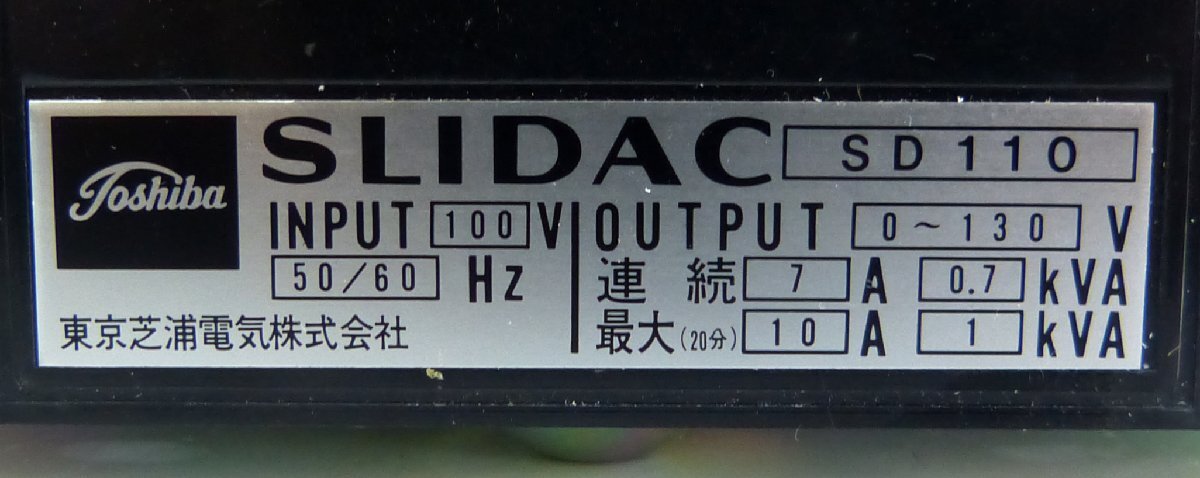 Toshiba
SLIDAC SD110
INPUT 100 V
50/60 Hz
東京芝浦電気株式会社
OUTPUT 0~130 V
連続 7 A 0.7 kVA
最大(20分) 10 A 1 kVA